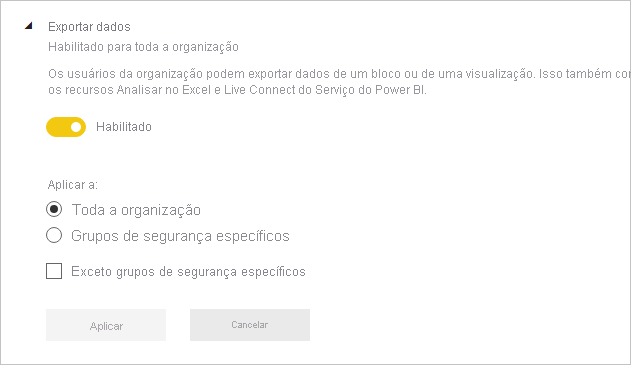 Exportar dados
Habilitado para toda a organização
Os usuários da organização podem exportar dados de um bloco ou de uma visualização. Isso também
os recursos Analisar no Excel e Live Connect do Serviço do Power BI.
Habilitado
Aplicar a:
Toda a organização
Grupos de segurança específicos
Exceto grupos de segurança específicos
Aplicar
Cancelar